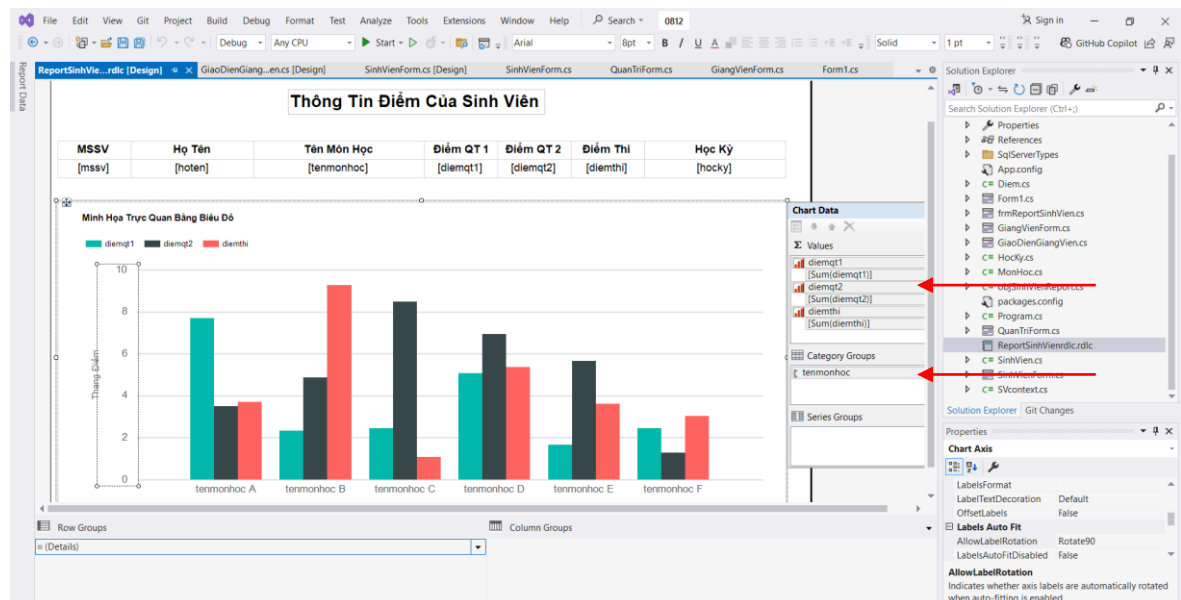 File Edit View Git Project Build Debug Format Test Analyze Tools Extensions Window Help Search 0812 Sign in
Debug Any CPU Start Arial 8pt B I U A Solid 1 pt GitHub Copilot
Report Data
ReportSinhVie...rdlc [Design] GiaoDienGiang...en.cs [Design] SinhVienForm.cs [Design] SinhVienForm.cs QuanTriForm.cs GiangVienForm.cs Form1.cs
Thông Tin Điểm Của Sinh Viên
MSSV Họ Tên Tên Môn Học Điểm QT 1 Điểm QT 2 Điểm Thi Học Kỳ
[mssv] [hoten] [tenmonhoc] [diemqt1] [diemqt2] [diemthi] [hocky]
Minh Họa Trực Quan Bằng Biểu Đồ
diemqt1 diemqt2 diemthi
10
8
6
4
2
0
Thang Điểm
tenmonhoc A tenmonhoc B tenmonhoc C tenmonhoc D tenmonhoc E tenmonhoc F
Chart Data
Σ Values
diemqt1
[Sum(diemqt1)]
diemqt2
[Sum(diemqt2)]
diemthi
[Sum(diemthi)]
Category Groups
tenmonhoc
Series Groups
Row Groups
Column Groups
= (Details)
Solution Explorer
Search Solution Explorer (Ctrl+;)
Properties
References
SqlServerTypes
App.config
C# Diem.cs
Form1.cs
frmReportSinhVien.cs
GiangVienForm.cs
GiaoDienGiangVien.cs
C# HocKy.cs
C# MonHoc.cs
C# objSinhVienReport.cs
packages.config
C# Program.cs
QuanTriForm.cs
ReportSinhVienrdlc.rdlc
C# SinhVien.cs
SinhVienForm.cs
C# SVcontext.cs
Solution Explorer Git Changes
Properties
Chart Axis
LabelsFormat
LabelTextDecoration Default
OffsetLabels False
Labels Auto Fit
AllowLabelRotation Rotate90
LabelsAutoFitDisabled False
AllowLabelRotation
Indicates whether axis labels are automatically rotated
when auto-fitting is enabled.